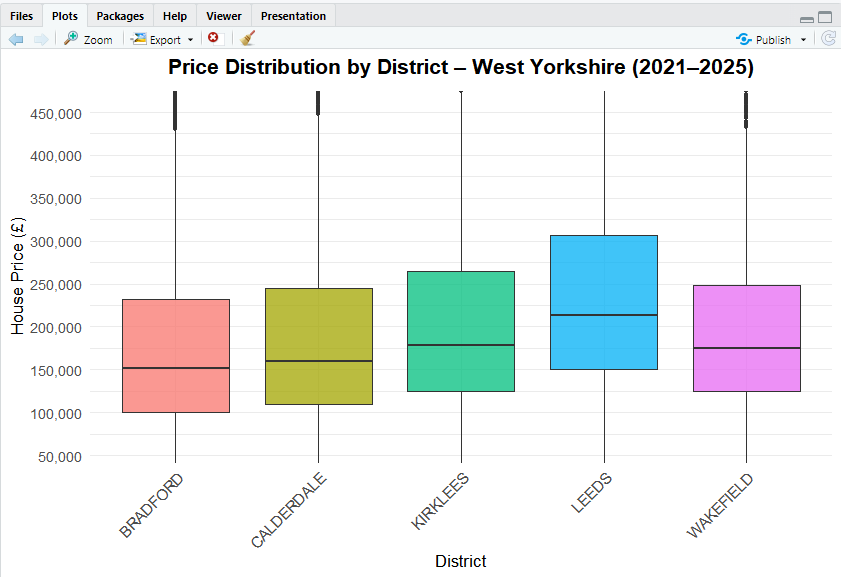 Files Plots Packages Help Viewer Presentation
Zoom Export Publish
Price Distribution by District – West Yorkshire (2021–2025)
House Price (£)
450,000
400,000
350,000
300,000
250,000
200,000
150,000
100,000
50,000
BRADFORD CALDERDALE KIRKLEES LEEDS WAKEFIELD
District